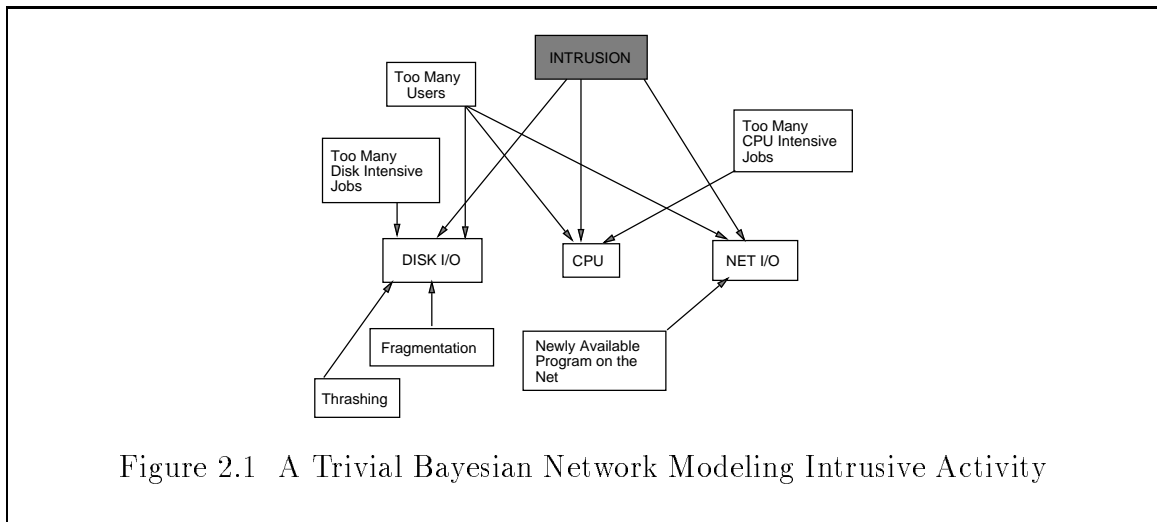 INTRUSION
Too Many
Users
Too Many
CPU Intensive
Jobs
Too Many
Disk Intensive
Jobs
DISK I/O
CPU
NET I/O
Fragmentation
Newly Available
Program on the
Net
Thrashing
Figure 2.1 A Trivial Bayesian Network Modeling Intrusive Activity